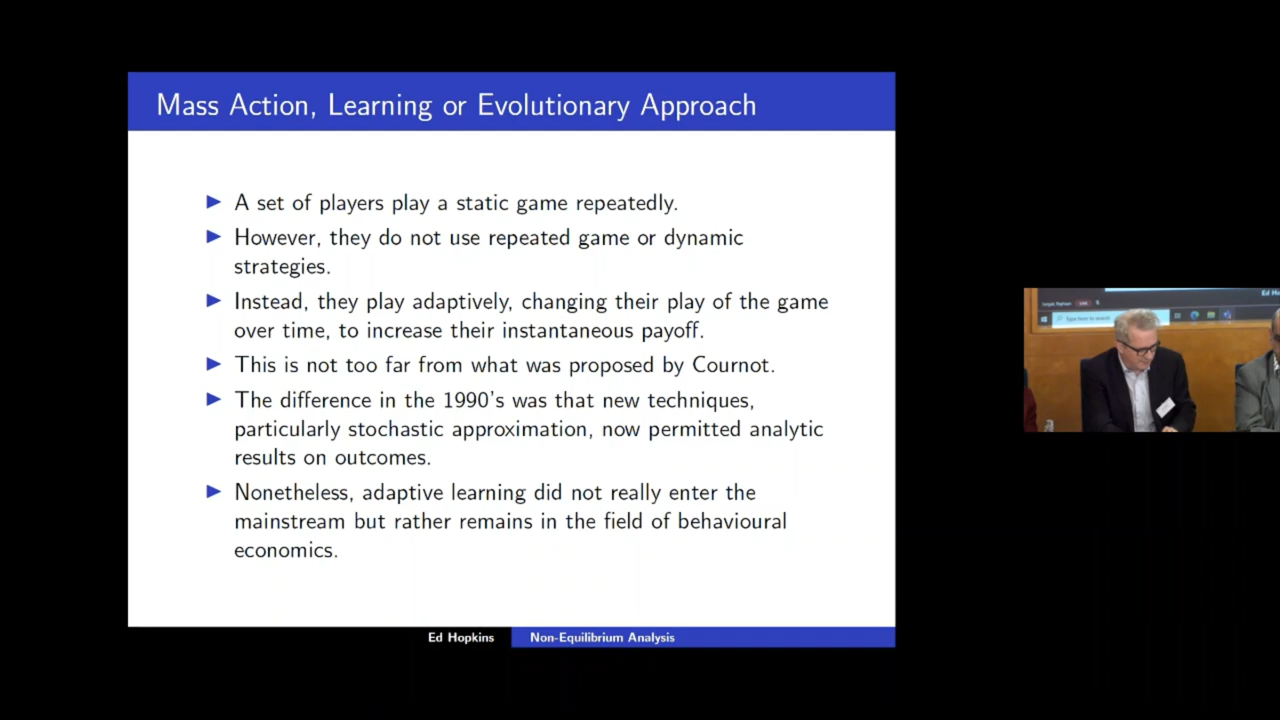 Mass Action, Learning or Evolutionary Approach
A set of players play a static game repeatedly.
However, they do not use repeated game or dynamic
strategies.
Instead, they play adaptively, changing their play of the game
over time, to increase their instantaneous payoff.
This is not too far from what was proposed by Cournot.
The difference in the 1990's was that new techniques,
particularly stochastic approximation, now permitted analytic
results on outcomes.
Nonetheless, adaptive learning did not really enter the
mainstream but rather remains in the field of behavioural
economics.
Ed Hopkins Non-Equilibrium Analysis
Type here to search